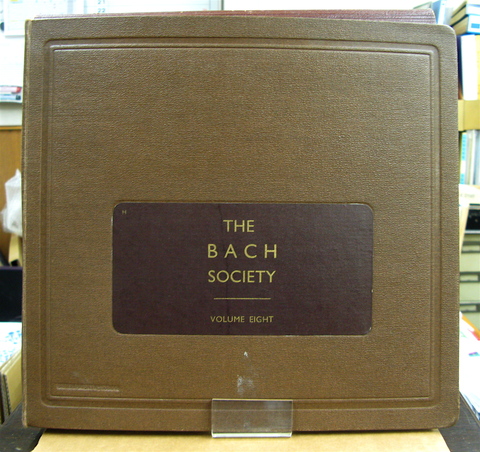 THE
BACH
SOCIETY
VOLUME EIGHT